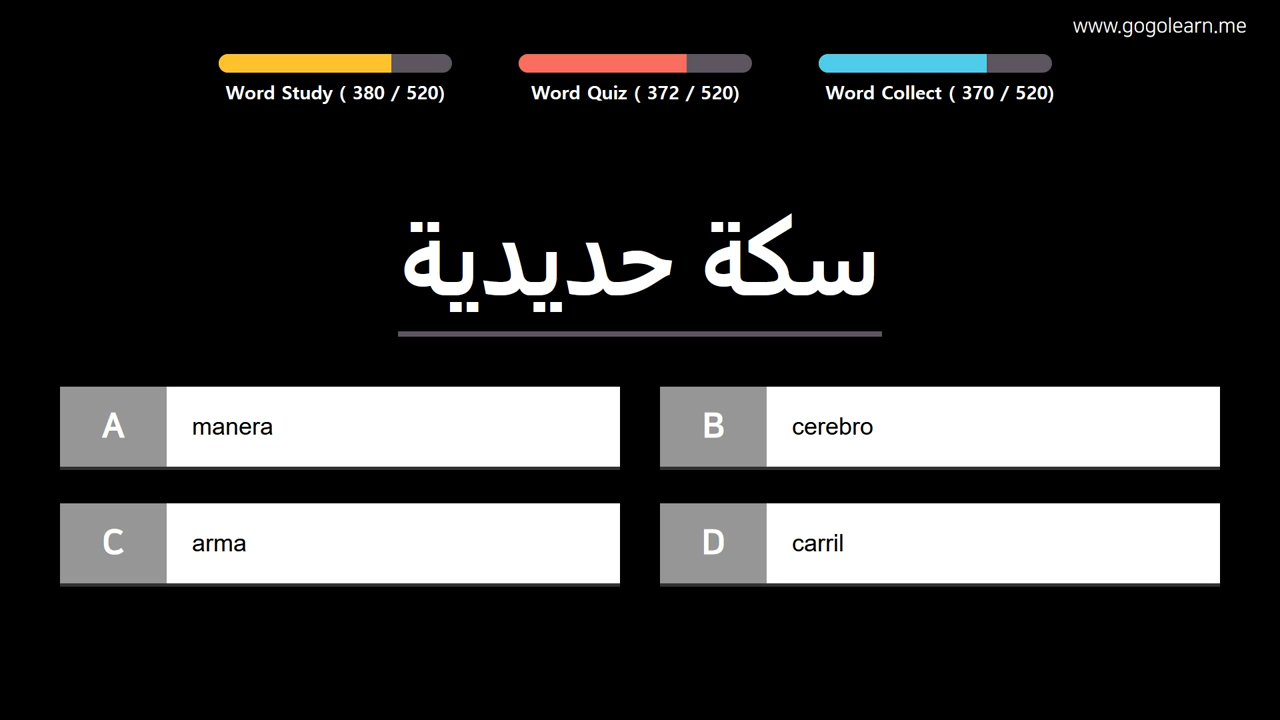 www.gogolearn.me
Word Study ( 380 / 520)
Word Quiz ( 372 / 520)
Word Collect ( 370 / 520)
سكة حديدية
A manera
B cerebro
C arma
D carril